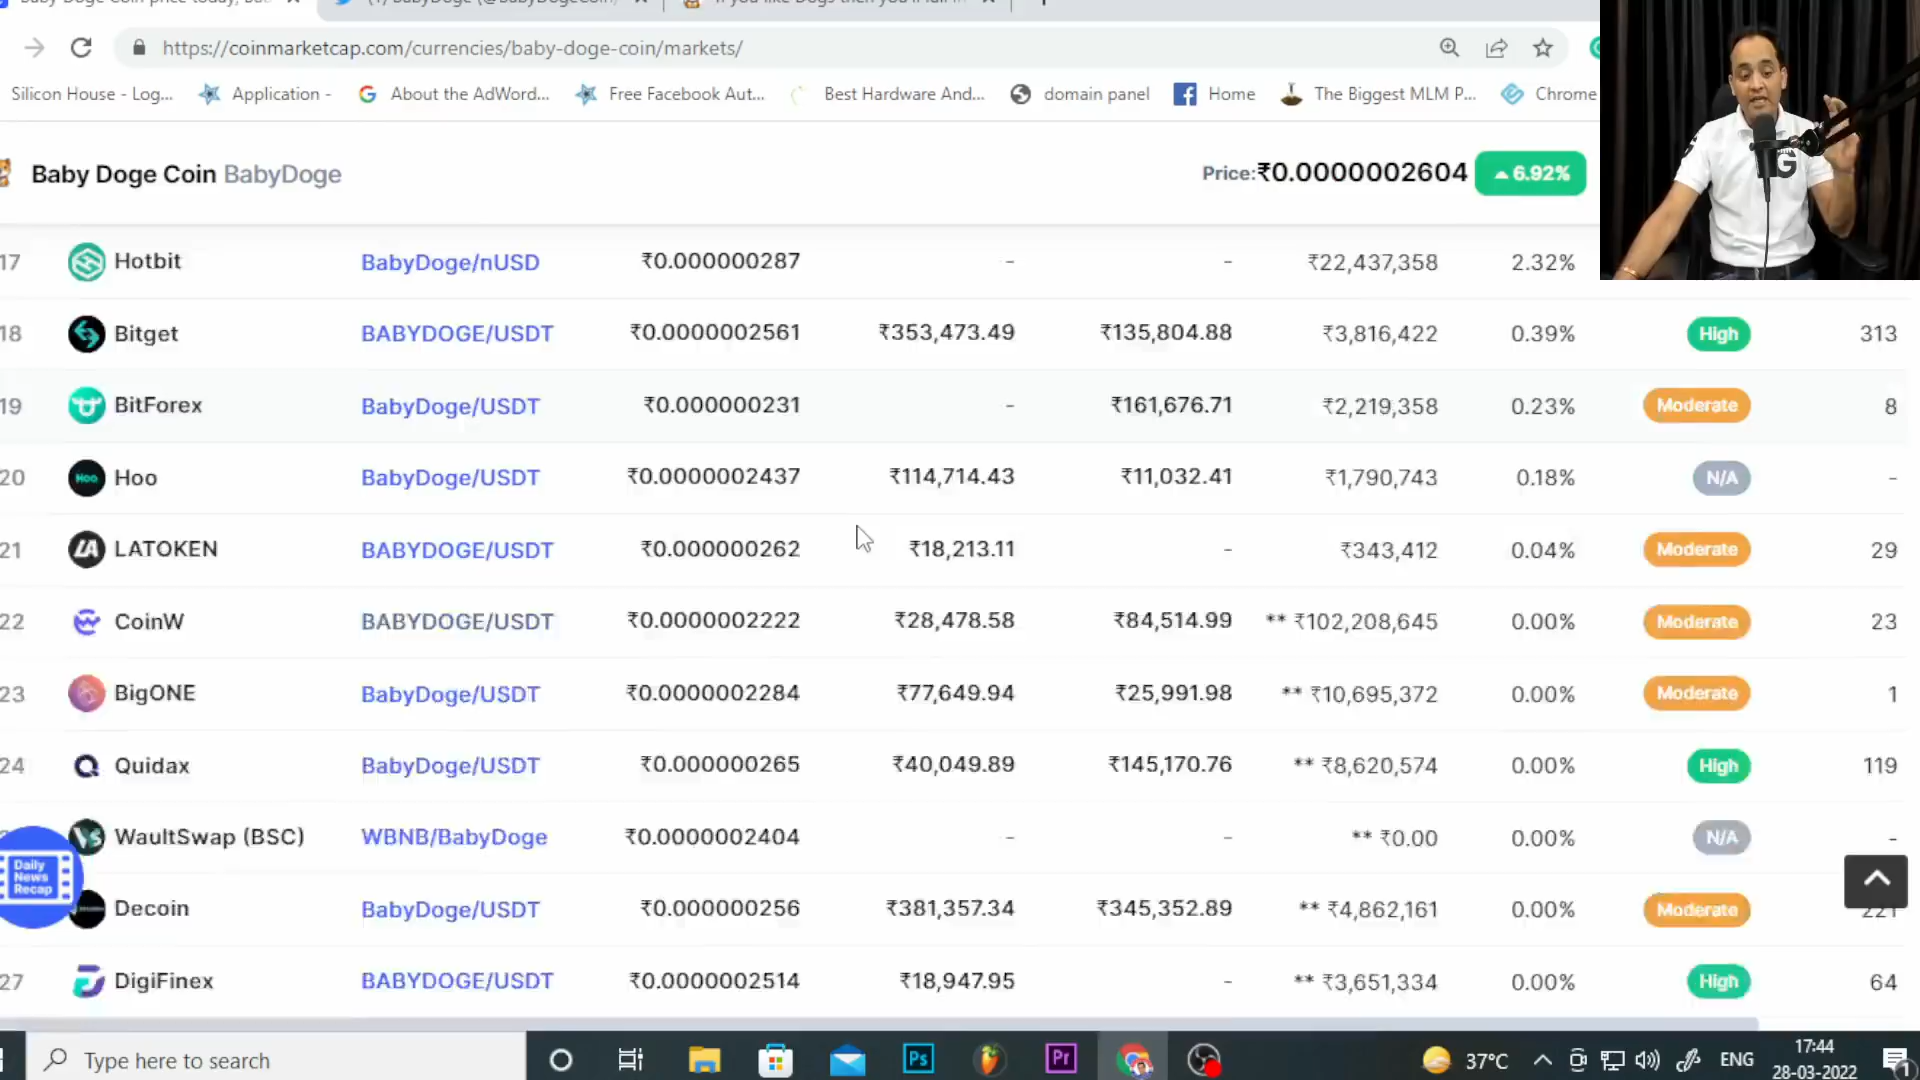 https://coinmarketcap.com/currencies/baby-doge-coin/markets/
Silicon House - Log... Application - About the AdWord... Free Facebook Aut... Best Hardware And... domain panel Home The Biggest MLM P... Chrome
Baby Doge Coin BabyDoge Price:₹0.0000002604 6.92%
17 Hotbit BabyDoge/nUSD ₹0.000000287 - - ₹22,437,358 2.32%
18 Bitget BABYDOGE/USDT ₹0.0000002561 ₹353,473.49 ₹135,804.88 ₹3,816,422 0.39% High 313
19 BitForex BabyDoge/USDT ₹0.000000231 - ₹161,676.71 ₹2,219,358 0.23% Moderate 8
20 Hoo BabyDoge/USDT ₹0.0000002437 ₹114,714.43 ₹11,032.41 ₹1,790,743 0.18% N/A -
21 LATOKEN BABYDOGE/USDT ₹0.000000262 ₹18,213.11 - ₹343,412 0.04% Moderate 29
22 CoinW BABYDOGE/USDT ₹0.0000002222 ₹28,478.58 ₹84,514.99 ** ₹102,208,645 0.00% Moderate 23
23 BigONE BabyDoge/USDT ₹0.0000002284 ₹77,649.94 ₹25,991.98 ** ₹10,695,372 0.00% Moderate 1
24 Quidax BabyDoge/USDT ₹0.000000265 ₹40,049.89 ₹145,170.76 ** ₹8,620,574 0.00% High 119
WaultSwap (BSC) WBNB/BabyDoge ₹0.0000002404 - - ** ₹0.00 0.00% N/A -
Daily
News
Recap
Decoin BabyDoge/USDT ₹0.000000256 ₹381,357.34 ₹345,352.89 ** ₹4,862,161 0.00% Moderate 221
27 DigiFinex BABYDOGE/USDT ₹0.0000002514 ₹18,947.95 - ** ₹3,651,334 0.00% High 64
Type here to search Ps Pr 37°C ENG 17:44
28-03-2022 1